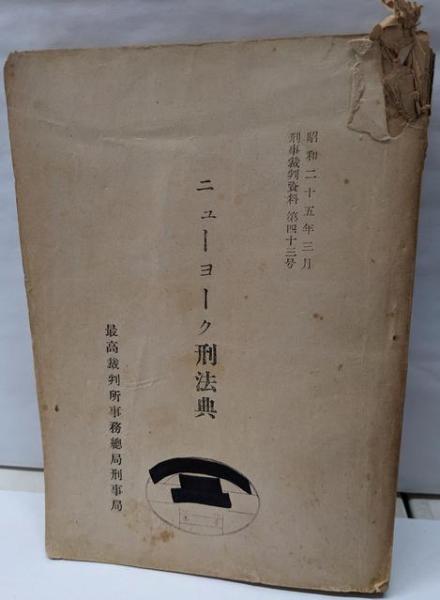 昭和二十五年三月
刑事裁判資料 第四十三号
ニューヨーク刑法典
最高裁判所事務總局刑事局